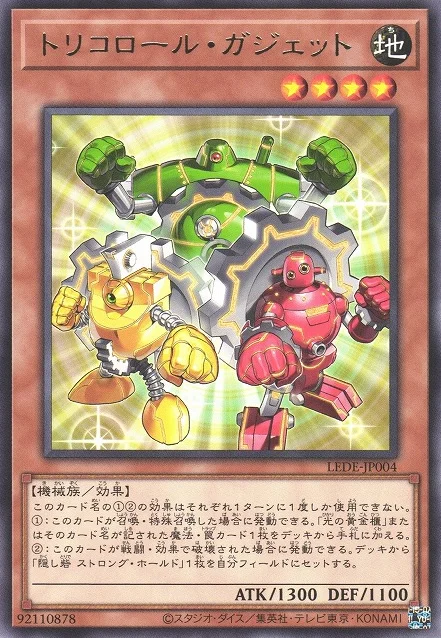 トリコロール・ガジェット
地
LEDE-JP004
【機械族／効果】
このカード名の①②の効果はそれぞれ1ターンに1度しか使用できない。
①：このカードが召喚・特殊召喚した場合に発動できる。「光の黄金櫃」また
はそのカード名が記された魔法・罠カード1枚をデッキから手札に加える。
②：このカードが戦闘・効果で破壊された場合に発動できる。デッキから
「隠し砦 ストロング・ホールド」1枚を自分フィールドにセットする。
ATK/1300 DEF/1100
92110878 ©スタジオ・ダイス／集英社・テレビ東京・KONAMI